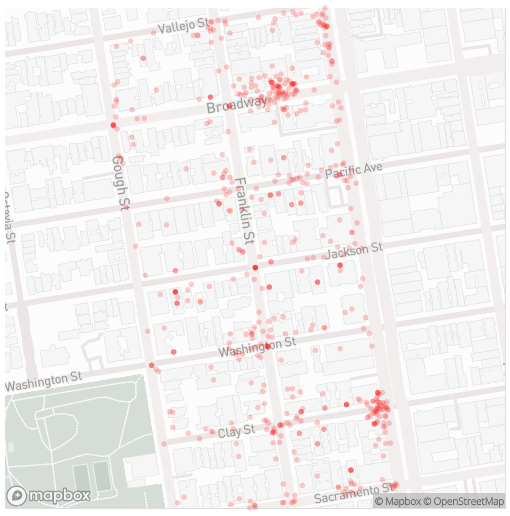 Vallejo St
Broadway
Pacific Ave
Gough St
Franklin St
Octavia St
Jackson St
Washington St
Washington St
Clay St
Sacramento St
mapbox
© Mapbox © OpenStreetMap